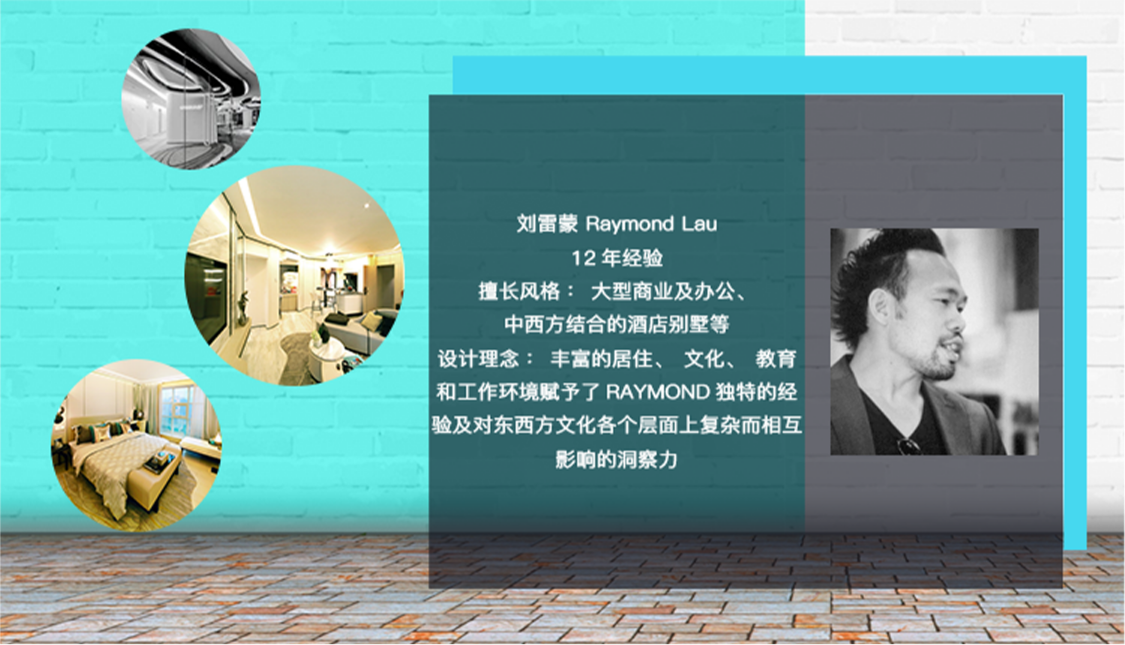 刘雷蒙 Raymond Lau
12 年经验
擅长风格： 大型商业及办公、
中西方结合的酒店别墅等
设计理念： 丰富的居住、 文化、 教育
和工作环境赋予了 RAYMOND 独特的经
验及对东西方文化各个层面上复杂而相互
影响的洞察力